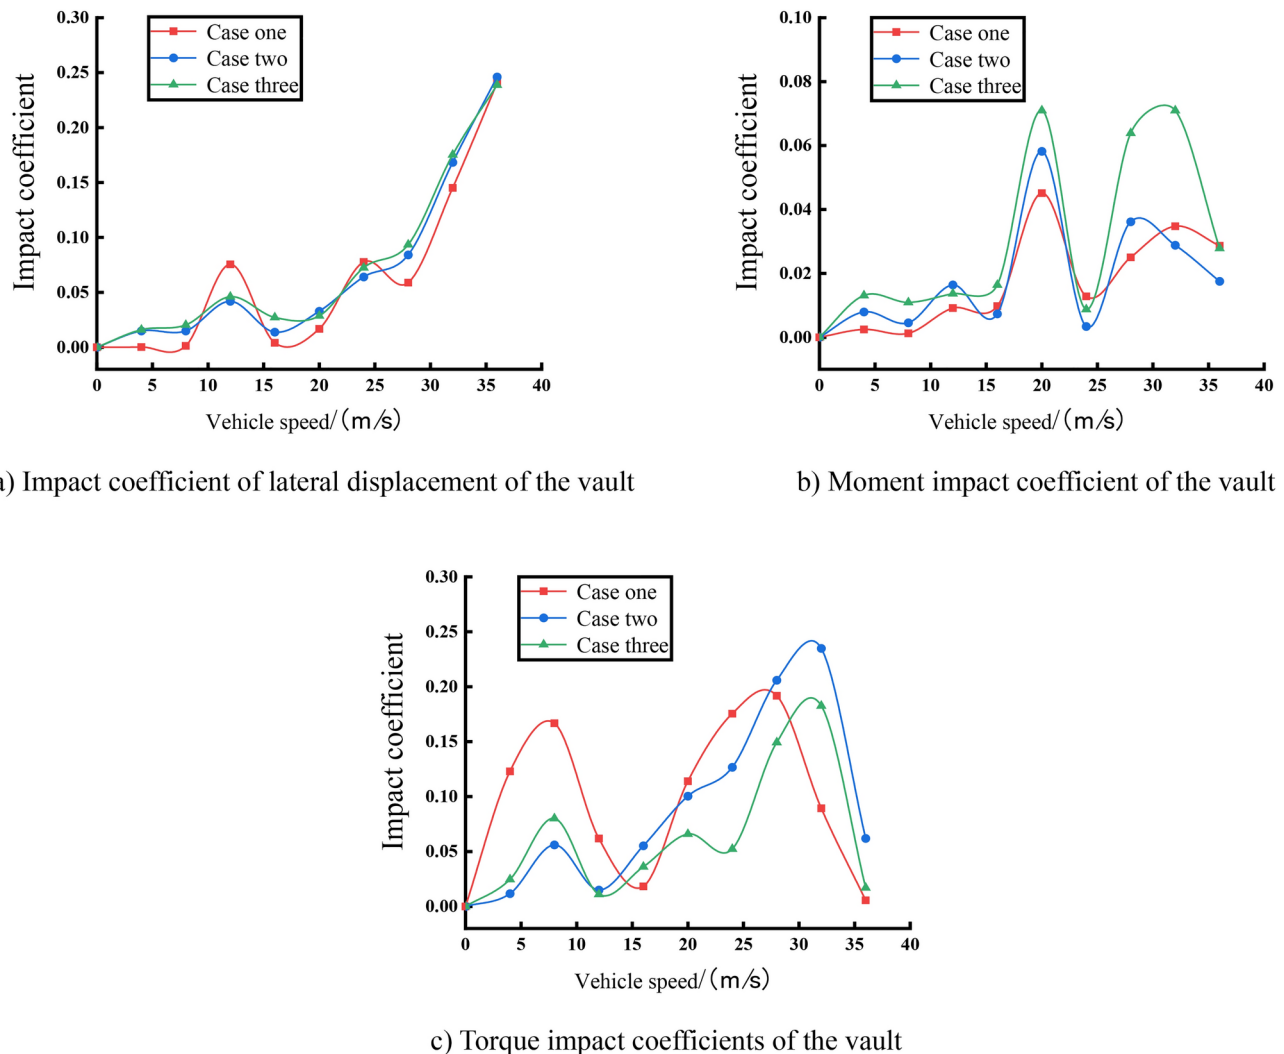 0.30
0.25
0.20
0.15
0.10
0.05
0.00
Impact coefficient
Case one
Case two
Case three
0 5 10 15 20 25 30 35 40
Vehicle speed/(m/s)
a) Impact coefficient of lateral displacement of the vault
0.10
0.08
0.06
0.04
0.02
0.00
Impact coefficient
Case one
Case two
Case three
0 5 10 15 20 25 30 35 40
Vehicle speed/(m/s)
b) Moment impact coefficient of the vault
0.30
0.25
0.20
0.15
0.10
0.05
0.00
Impact coefficient
Case one
Case two
Case three
0 5 10 15 20 25 30 35 40
Vehicle speed/(m/s)
c) Torque impact coefficients of the vault